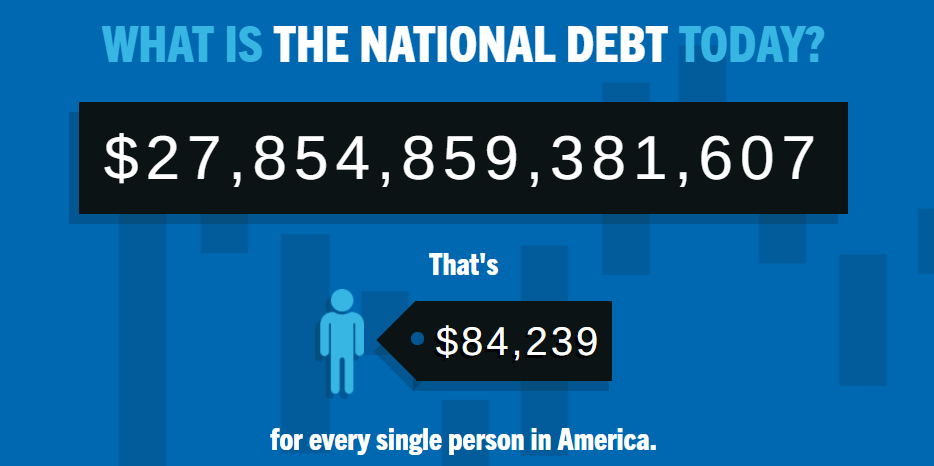 WHAT IS THE NATIONAL DEBT TODAY?
$27,854,859,381,607
That's
$84,239
for every single person in America.